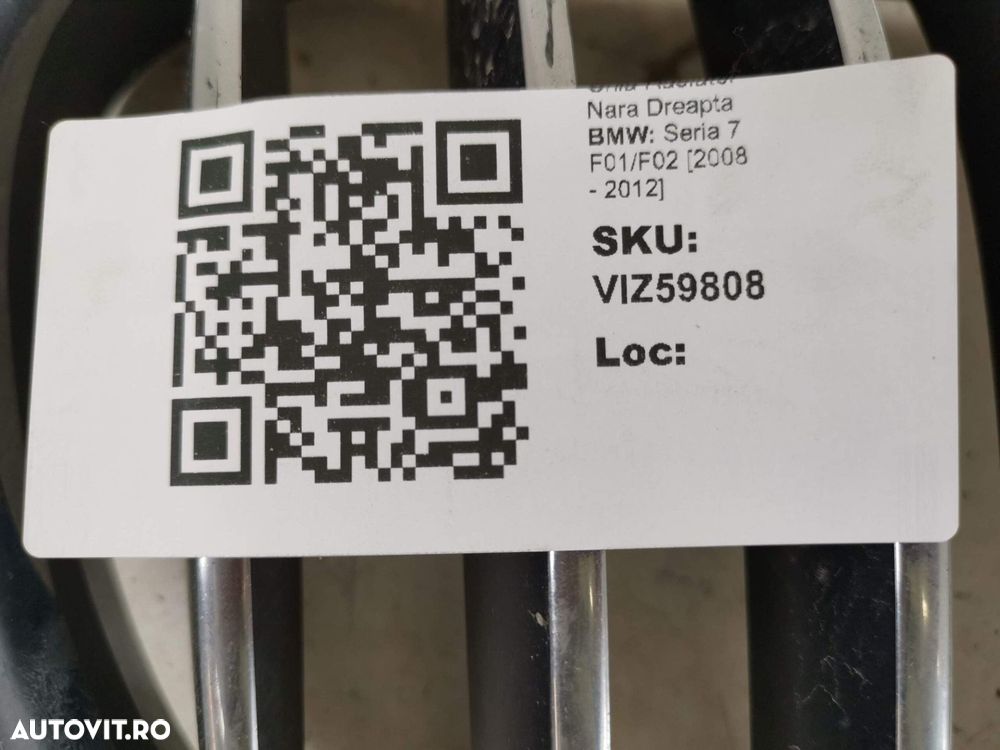 Nara Dreapta
BMW: Seria 7
F01/F02 [2008
- 2012]
SKU:
VIZ59808
Loc:
AUTOVIT.RO